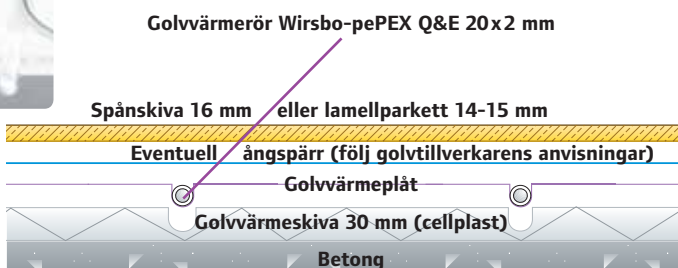 Golvvärmerör Wirsbo-pePEX Q&E 20x2 mm
Spånskiva 16 mm eller lamellparkett 14-15 mm
Eventuell ångspärr (följ golvtillverkarens anvisningar)
Golvvärmeplåt
Golvvärmeskiva 30 mm (cellplast)
Betong